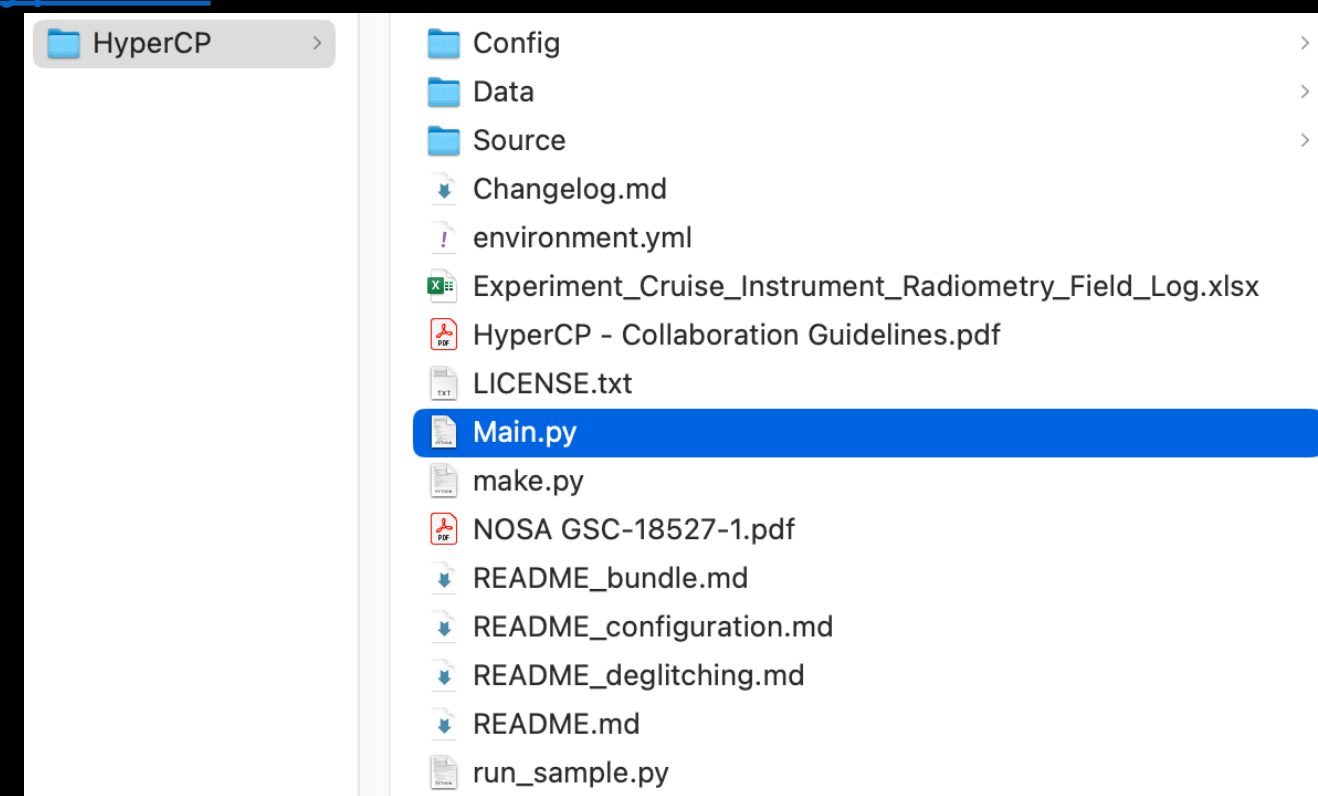 HyperCP
Config
Data
Source
Changelog.md
environment.yml
Experiment_Cruise_Instrument_Radiometry_Field_Log.xlsx
HyperCP - Collaboration Guidelines.pdf
LICENSE.txt
Main.py
make.py
NOSA GSC-18527-1.pdf
README_bundle.md
README_configuration.md
README_deglitching.md
README.md
run_sample.py